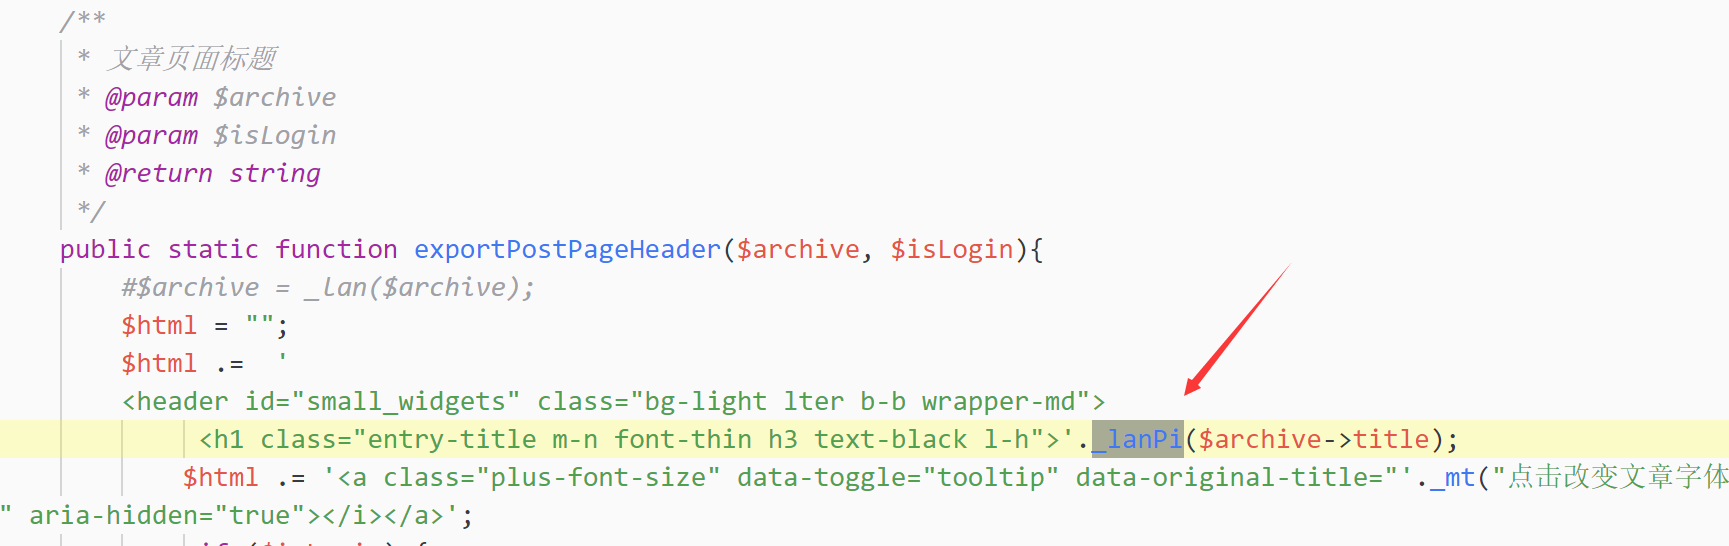 /**
* 文章页面标题
* @param $archive
* @param $isLogin
* @return string
*/
public static function exportPostPageHeader($archive, $isLogin){
#$archive = _lan($archive);
$html = "";
$html .= '
<header id="small_widgets" class="bg-light lter b-b wrapper-md">
<h1 class="entry-title m-n font-thin h3 text-black l-h">'._lanPi($archive->title);
$html .= '<a class="plus-font-size" data-toggle="tooltip" data-original-title="'._mt("点击改变文章字体
" aria-hidden="true"></i></a>';